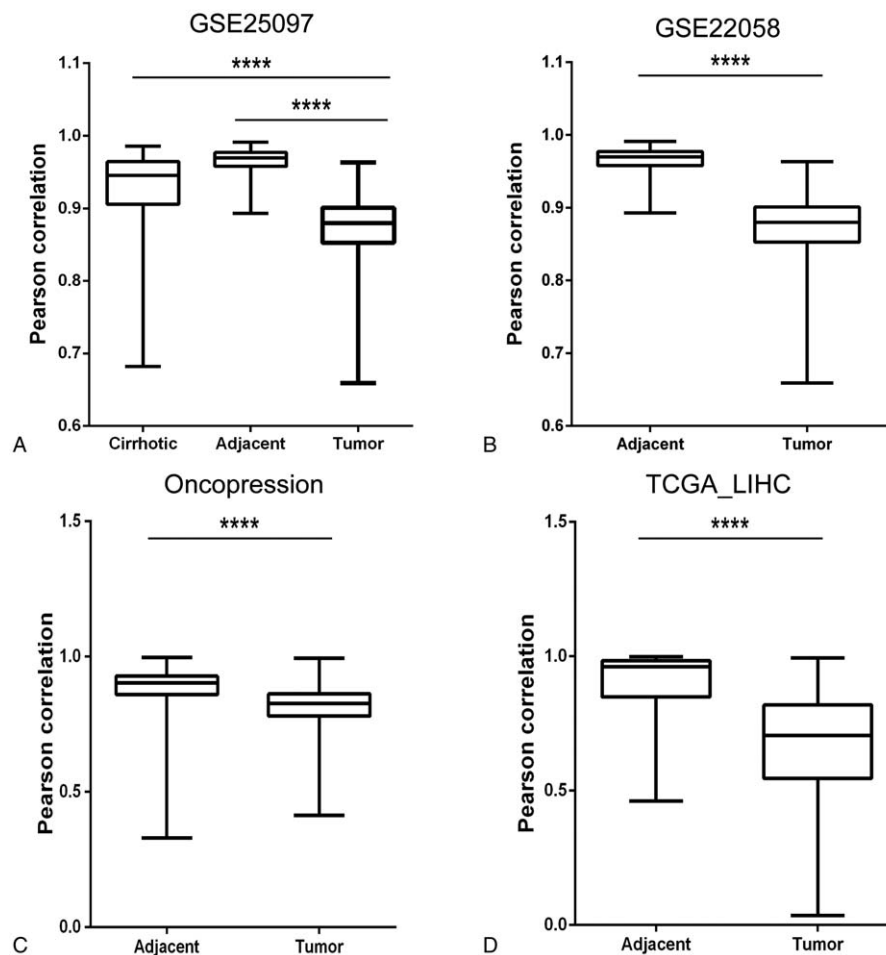 GSE25097
1.1
****
****
1.0
0.9
0.8
0.7
0.6
Pearson correlation
Cirrhotic Adjacent Tumor
A
GSE22058
1.1
****
1.0
0.9
0.8
0.7
0.6
Pearson correlation
Adjacent Tumor
B
Oncopression
1.5
****
1.0
0.5
0.0
Pearson correlation
Adjacent Tumor
C
TCGA_LIHC
1.5
****
1.0
0.5
0.0
Pearson correlation
Adjacent Tumor
D